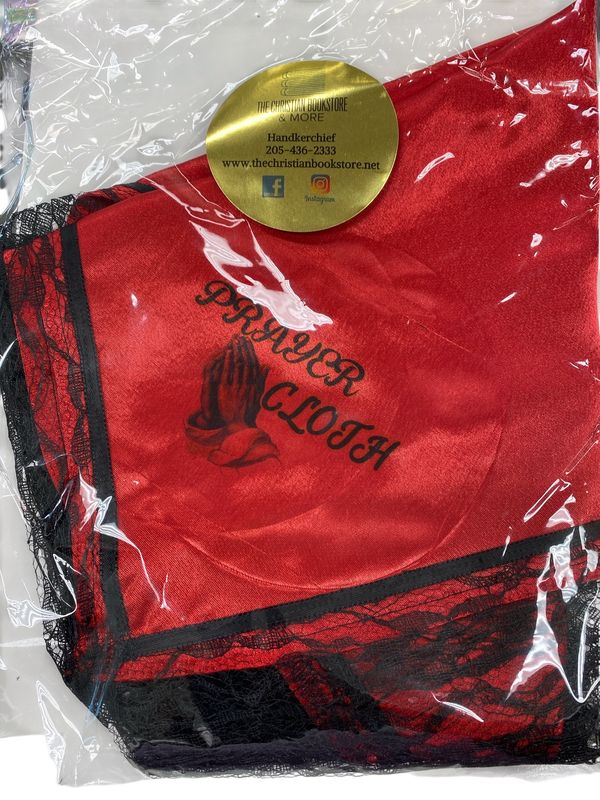 THE CHRISTIAN BOOKSTORE
& MORE
Handkerchief
205-436-2333
www.thechristianbookstore.net
Instagram
PRAYER
CLOTH